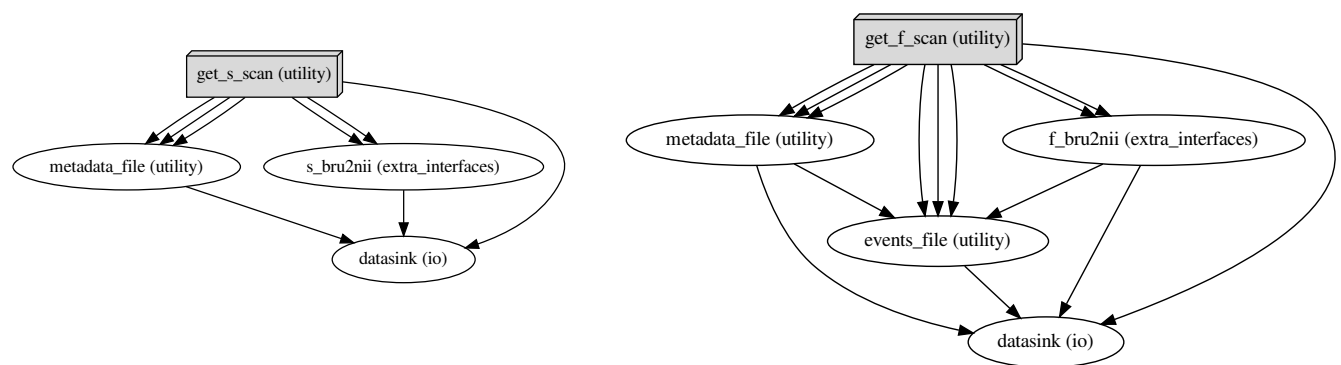 get_s_scan (utility)
metadata_file (utility)
s_bru2nii (extra_interfaces)
datasink (io)
get_f_scan (utility)
metadata_file (utility)
f_bru2nii (extra_interfaces)
events_file (utility)
datasink (io)